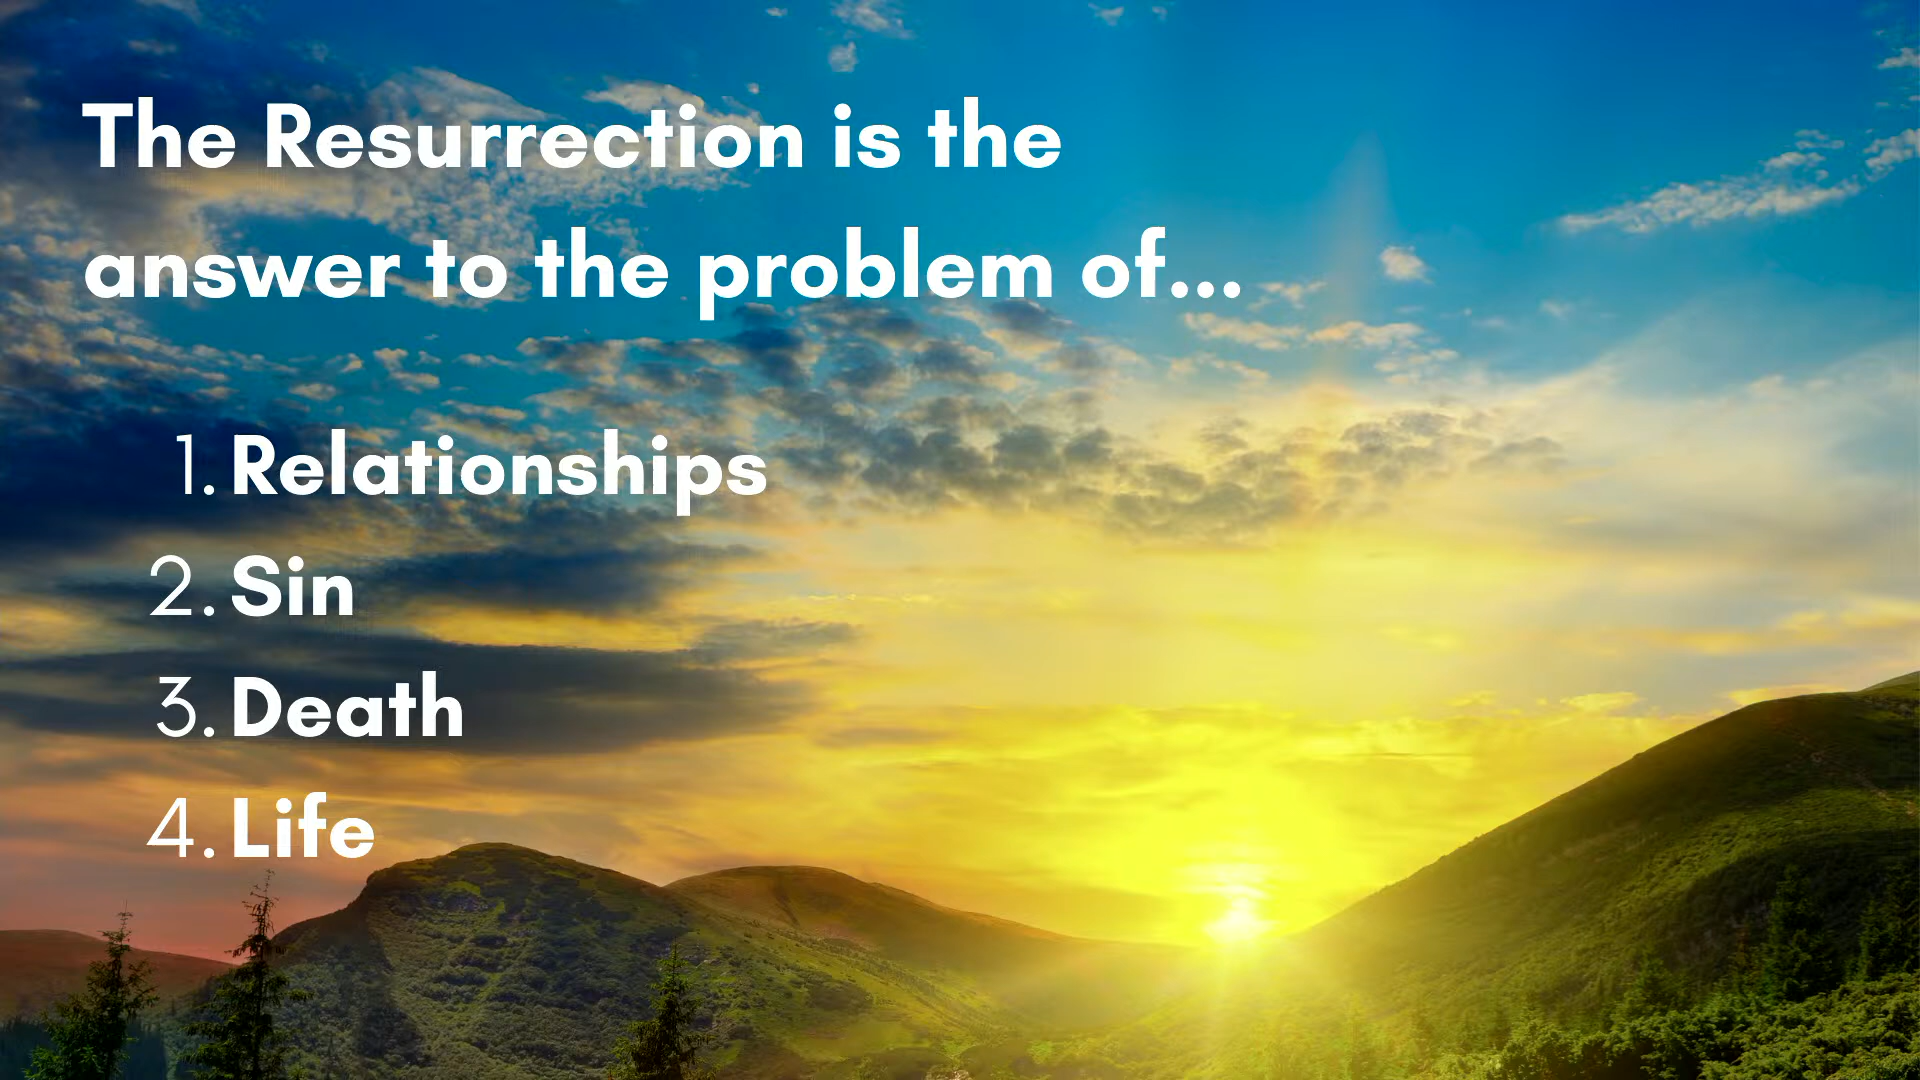 The Resurrection is the
answer to the problem of...
1. Relationships
2. Sin
3. Death
4. Life